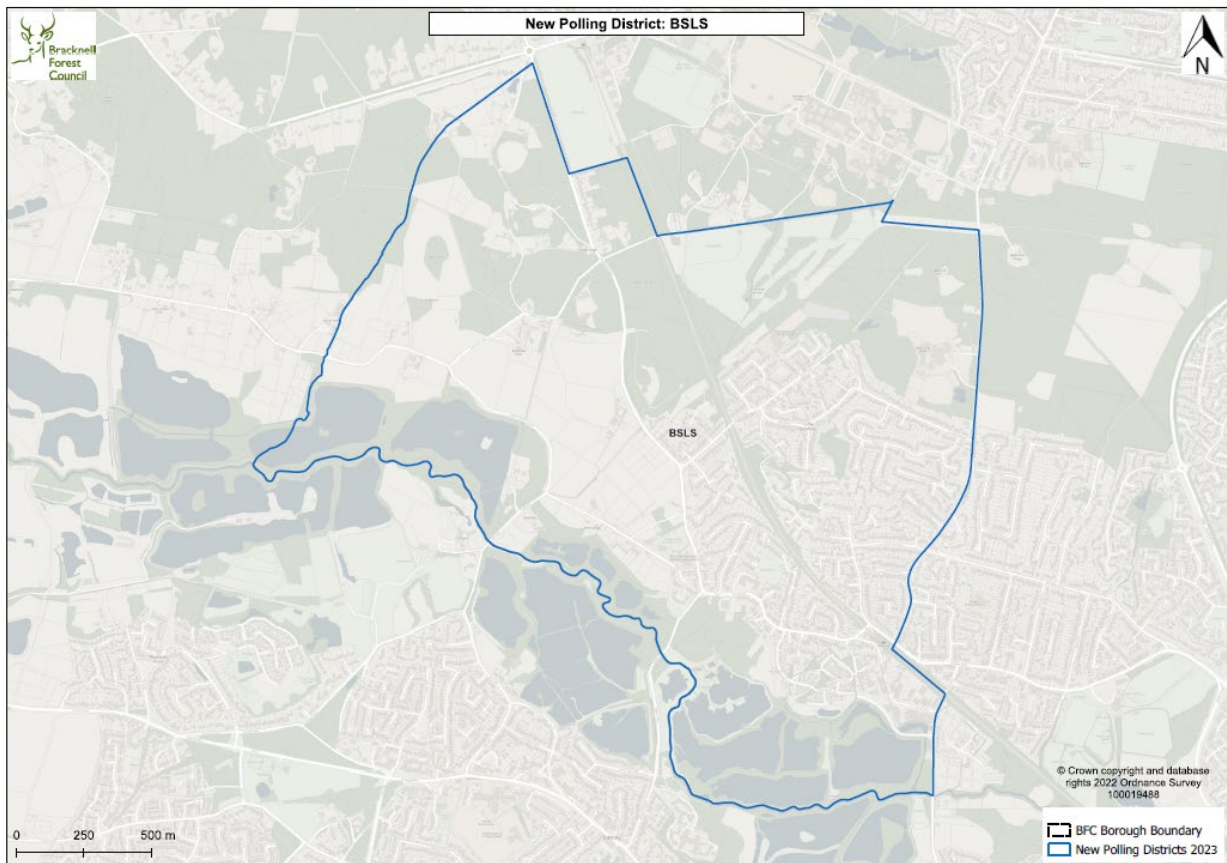 New Polling District: BSLS
Bracknell
Forest
Council
N
BSLS
© Crown copyright and database
rights 2022 Ordnance Survey
100019488
0 250 500 m
BFC Borough Boundary
New Polling Districts 2023